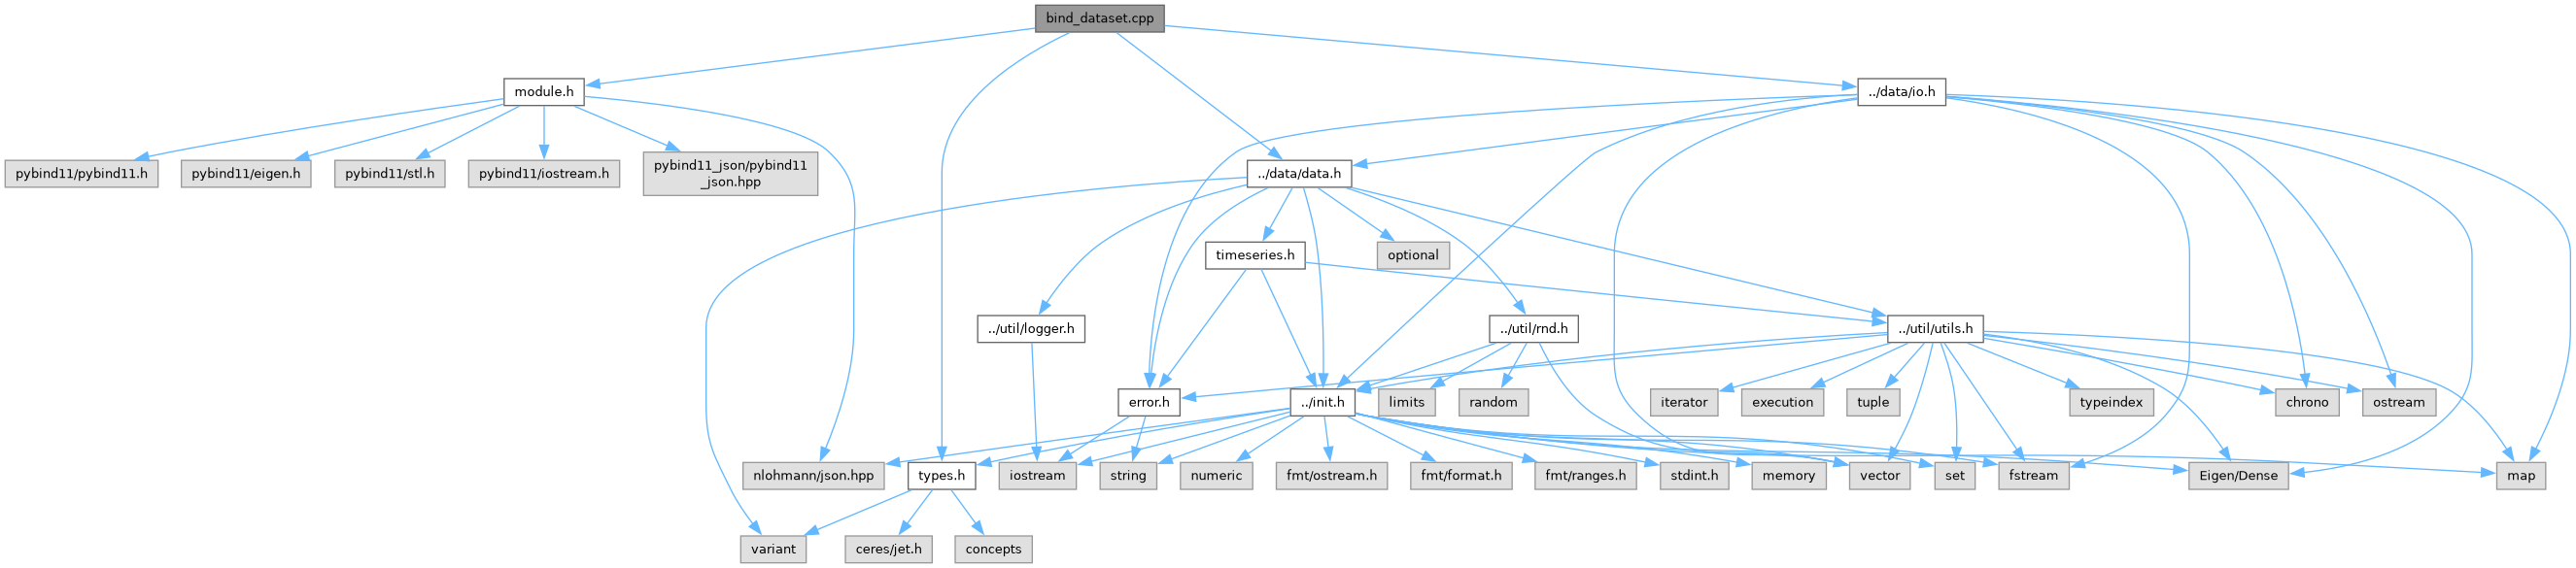 bind_dataset.cpp
module.h
../data/io.h
pybind11/pybind11.h
pybind11/eigen.h
pybind11/stl.h
pybind11/iostream.h
pybind11_json/pybind11
_json.hpp
../data/data.h
timeseries.h
optional
../util/logger.h
../util/rnd.h
../util/utils.h
error.h
../init.h
limits
random
iterator
execution
tuple
typeindex
chrono
ostream
nlohmann/json.hpp
types.h
iostream
string
numeric
fmt/ostream.h
fmt/format.h
fmt/ranges.h
stdint.h
memory
vector
set
fstream
Eigen/Dense
map
variant
ceres/jet.h
concepts